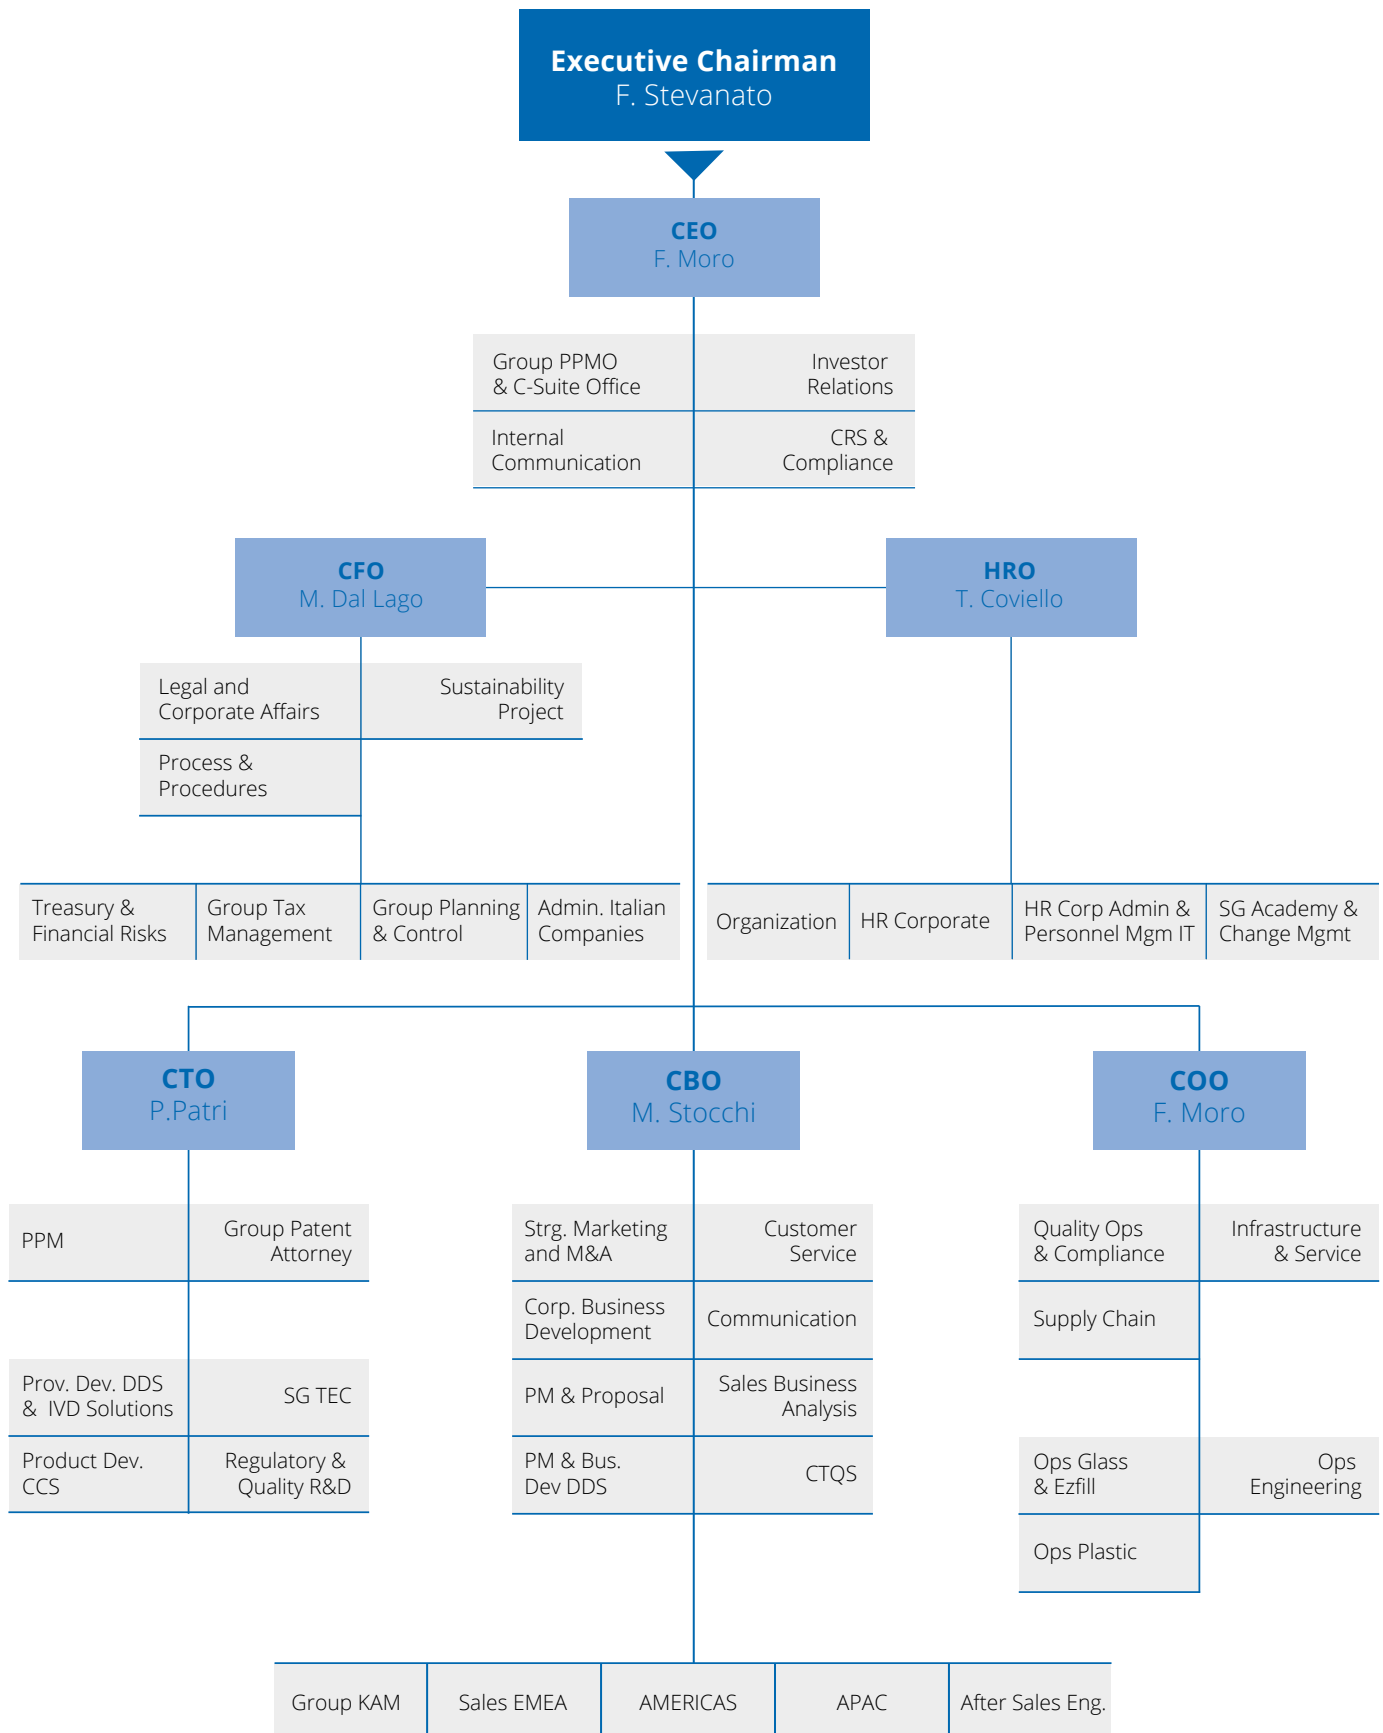 Executive Chairman
F. Stevanato
CEO
F. Moro
Group PPMO
& C-Suite Office
Investor
Relations
Internal
Communication
CRS &
Compliance
CFO
M. Dal Lago
HRO
T. Coviello
Legal and
Corporate Affairs
Sustainability
Project
Process &
Procedures
Treasury &
Financial Risks
Group Tax
Management
Group Planning
& Control
Admin. Italian
Companies
Organization
HR Corporate
HR Corp Admin &
Personnel Mgm IT
SG Academy &
Change Mgmt
CTO
P.Patri
CBO
M. Stocchi
COO
F. Moro
PPM
Group Patent
Attorney
Prov. Dev. DDS
& IVD Solutions
SG TEC
Product Dev.
CCS
Regulatory &
Quality R&D
Strg. Marketing
and M&A
Customer
Service
Corp. Business
Development
Communication
PM & Proposal
Sales Business
Analysis
PM & Bus.
Dev DDS
CTQS
Quality Ops
& Compliance
Infrastructure
& Service
Supply Chain
Ops Glass
& Ezfill
Ops
Engineering
Ops Plastic
Group KAM
Sales EMEA
AMERICAS
APAC
After Sales Eng.